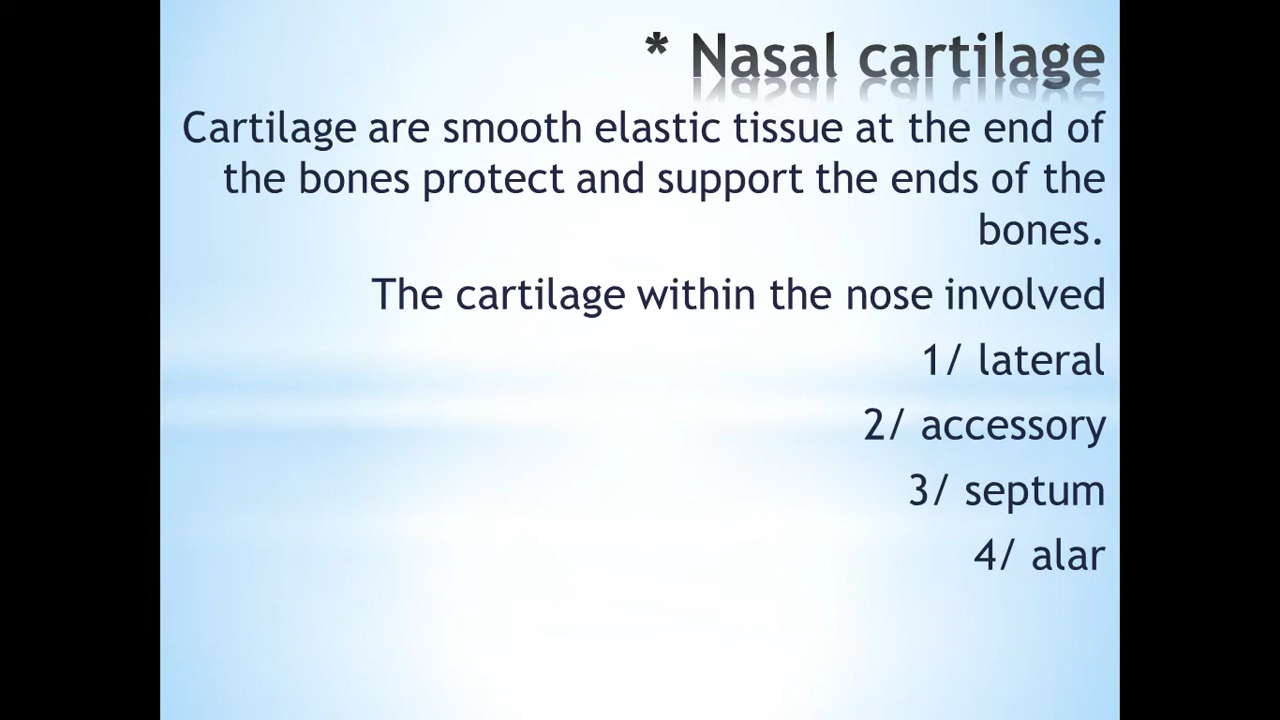 * Nasal cartilage
Cartilage are smooth elastic tissue at the end of
the bones protect and support the ends of the
bones.
The cartilage within the nose involved
1/ lateral
2/ accessory
3/ septum
4/ alar